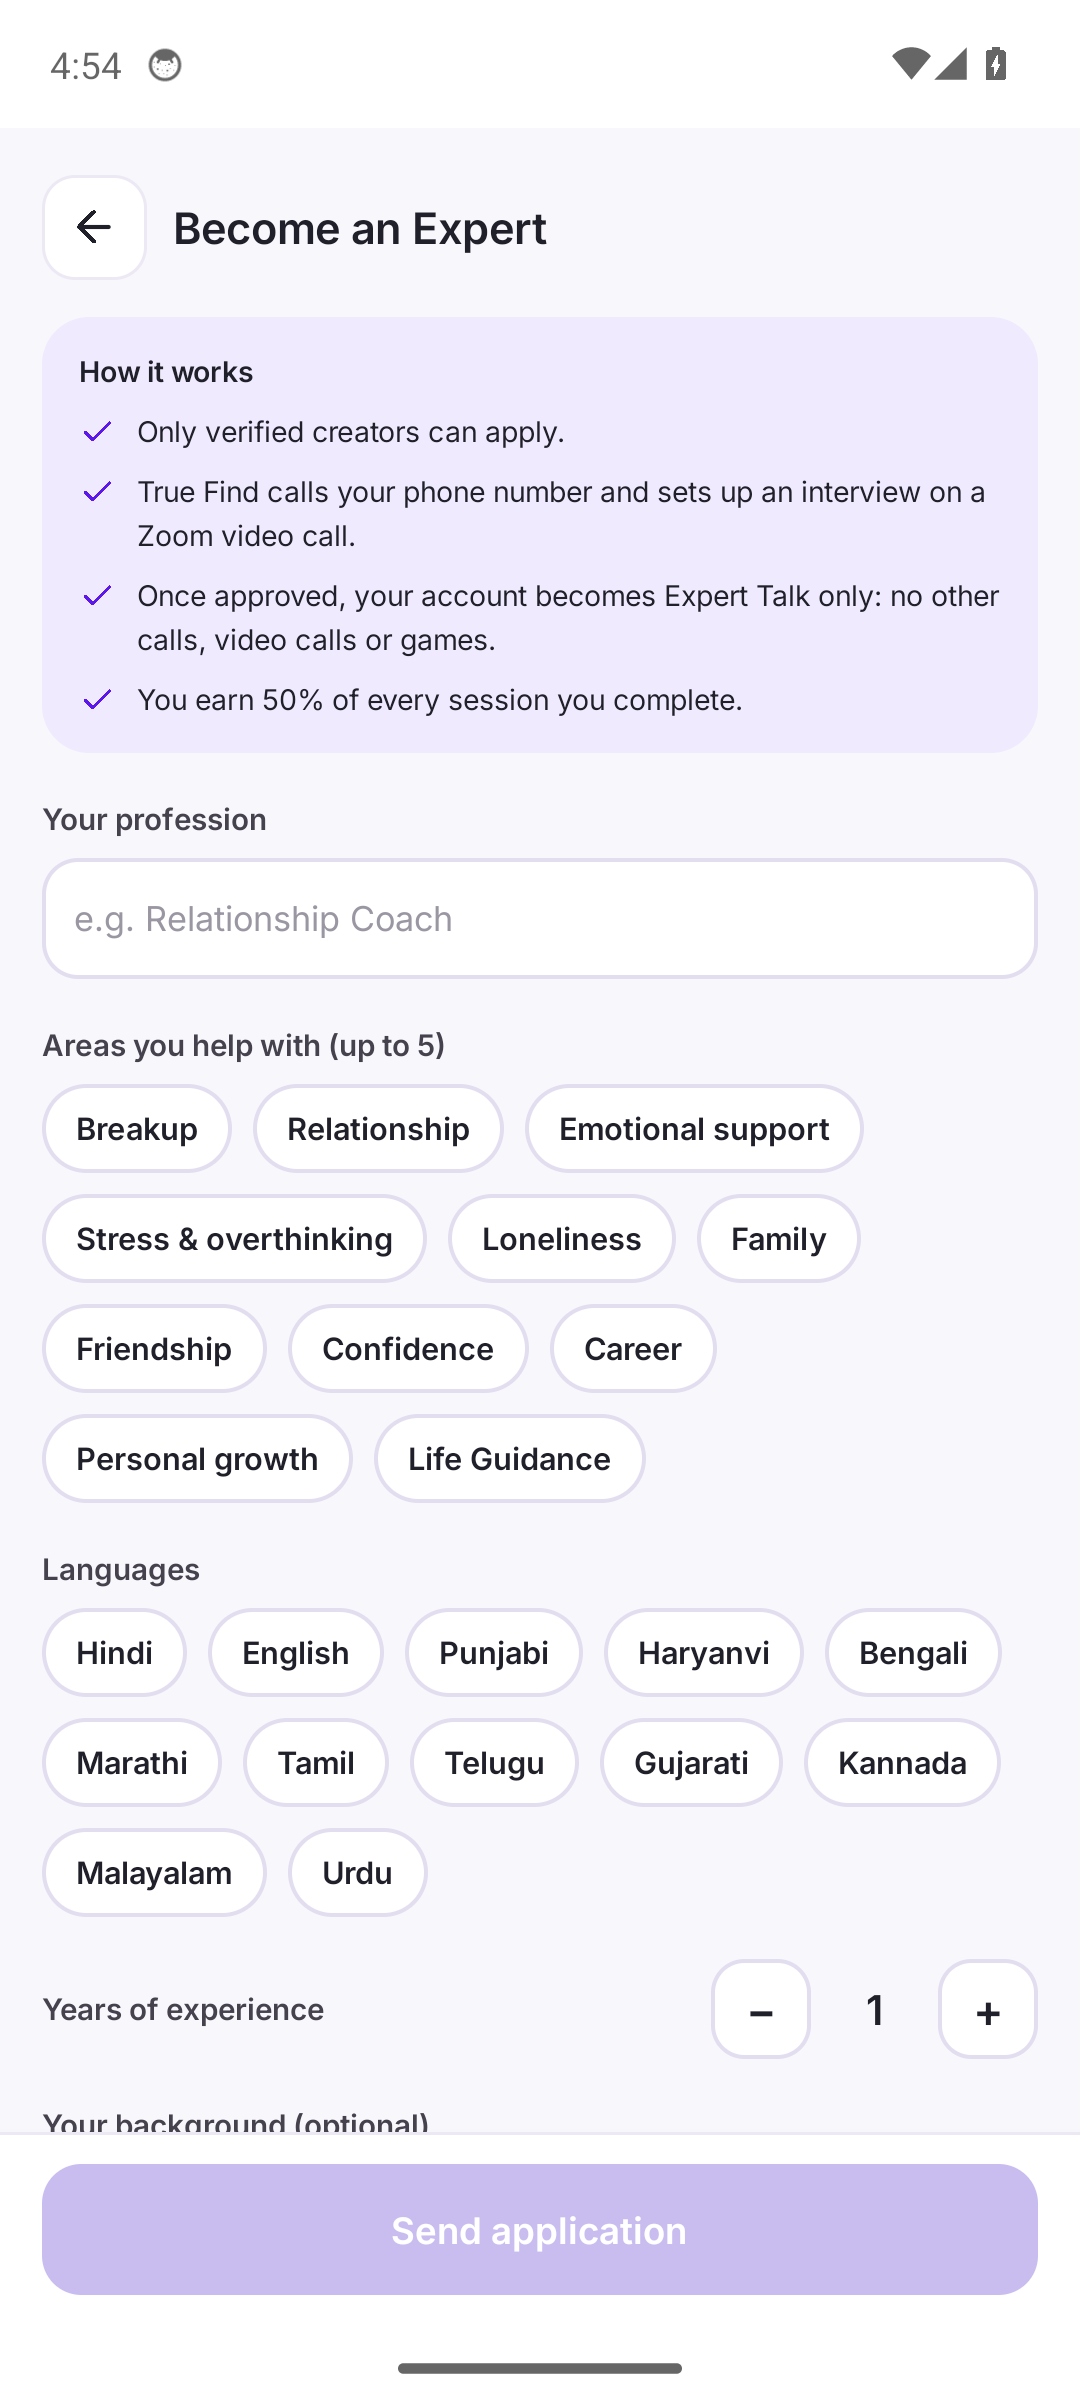 4:54
Become an Expert
How it works
Only verified creators can apply.
True Find calls your phone number and sets up an interview on a
Zoom video call.
Once approved, your account becomes Expert Talk only: no other
calls, video calls or games.
You earn 50% of every session you complete.
Your profession
e.g. Relationship Coach
Areas you help with (up to 5)
Breakup Relationship Emotional support
Stress & overthinking Loneliness Family
Friendship Confidence Career
Personal growth Life Guidance
Languages
Hindi English Punjabi Haryanvi Bengali
Marathi Tamil Telugu Gujarati Kannada
Malayalam Urdu
Years of experience − 1 +
Your background (optional)
Send application